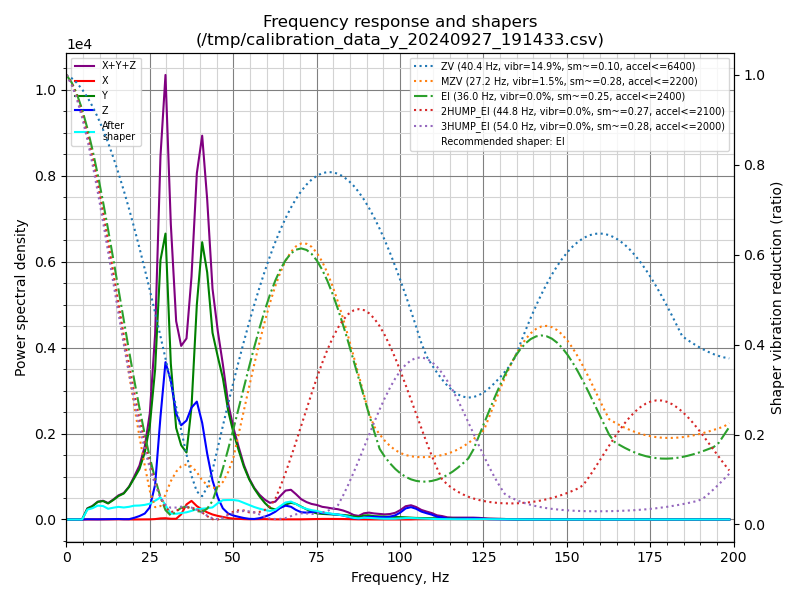 Frequency response and shapers
(/tmp/calibration_data_y_20240927_191433.csv)
1e4
X+Y+Z
X
Y
Z
After
shaper
ZV (40.4 Hz, vibr=14.9%, sm~=0.10, accel<=6400)
MZV (27.2 Hz, vibr=1.5%, sm~=0.28, accel<=2200)
EI (36.0 Hz, vibr=0.0%, sm~=0.25, accel<=2400)
2HUMP_EI (44.8 Hz, vibr=0.0%, sm~=0.27, accel<=2100)
3HUMP_EI (54.0 Hz, vibr=0.0%, sm~=0.28, accel<=2000)
Recommended shaper: EI
Power spectral density
1.0
0.8
0.6
0.4
0.2
0.0
1.0
0.8
0.6
0.4
0.2
0.0
Shaper vibration reduction (ratio)
0 25 50 75 100 125 150 175 200
Frequency, Hz